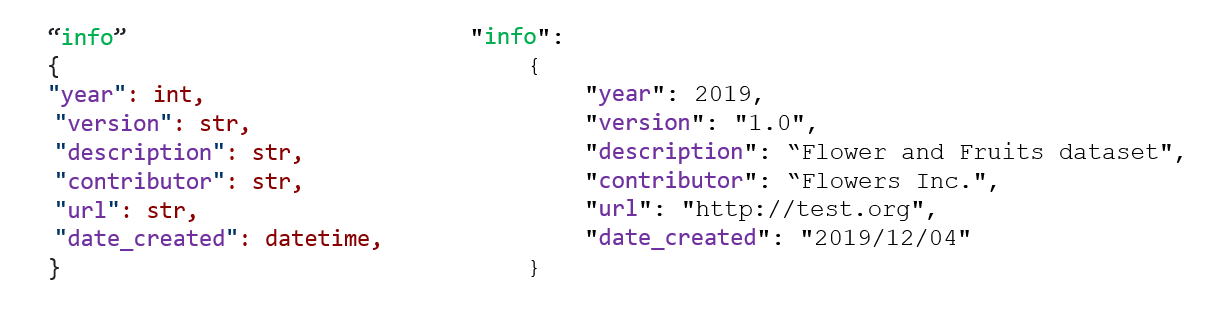 “info”
{
"year": int,
"version": str,
"description": str,
"contributor": str,
"url": str,
"date_created": datetime,
}
"info":
{
"year": 2019,
"version": "1.0",
"description": “Flower and Fruits dataset",
"contributor": “Flowers Inc.",
"url": "http://test.org",
"date_created": "2019/12/04"
}